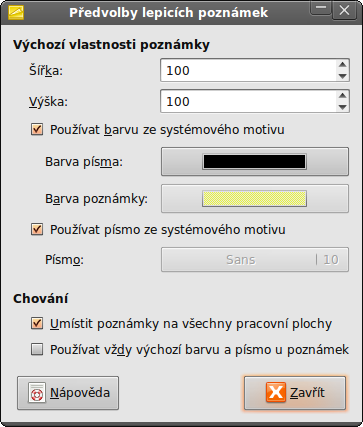 Předvolby lepicích poznámek
Výchozí vlastnosti poznámky
Šířka: 100
Výška: 100
Používat barvu ze systémového motivu
Barva písma:
Barva poznámky:
Používat písmo ze systémového motivu
Písmo: Sans 10
Chování
Umístit poznámky na všechny pracovní plochy
Používat vždy výchozí barvu a písmo u poznámek
Nápověda Zavřít